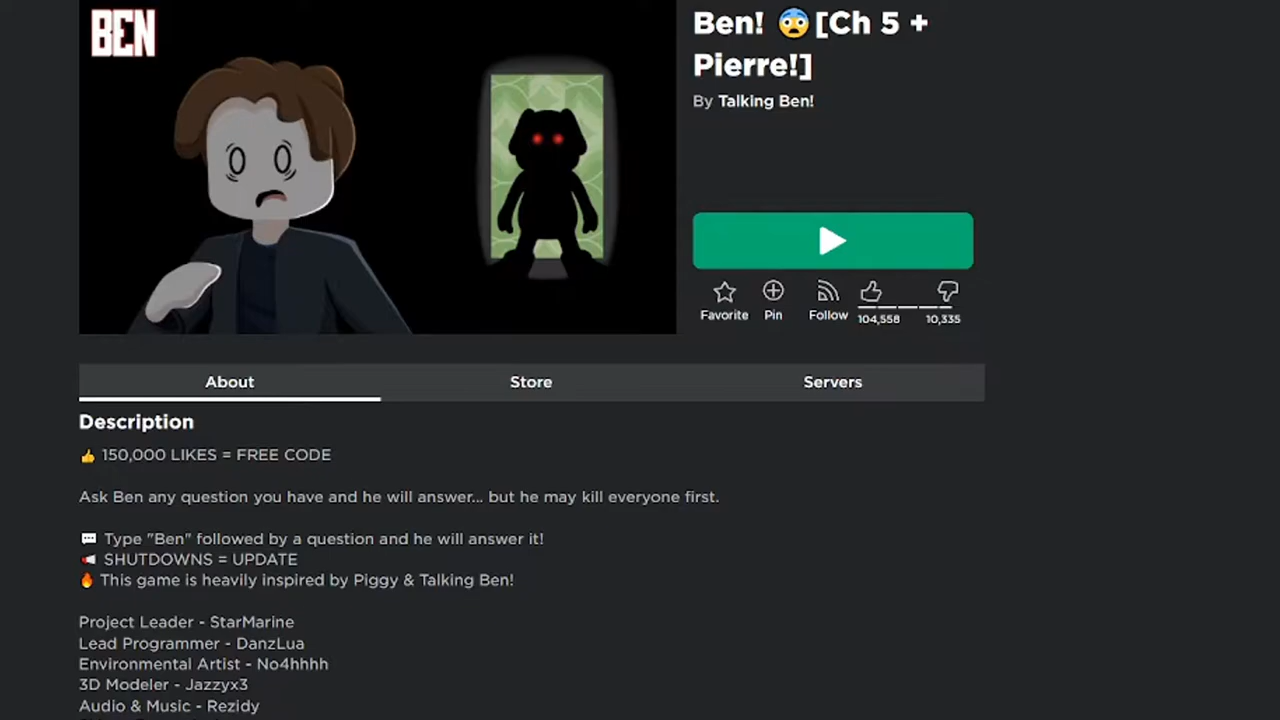 BEN
Ben! 😨 [Ch 5 +
Pierre!]
By Talking Ben!
Favorite
Pin
Follow
104,558
10,335
About
Store
Servers
Description
👍 150,000 LIKES = FREE CODE
Ask Ben any question you have and he will answer... but he may kill everyone first.
💬 Type "Ben" followed by a question and he will answer it!
📢 SHUTDOWNS = UPDATE
🔥 This game is heavily inspired by Piggy & Talking Ben!
Project Leader - StarMarine
Lead Programmer - DanzLua
Environmental Artist - No4hhhh
3D Modeler - Jazzyx3
Audio & Music - Rezidy